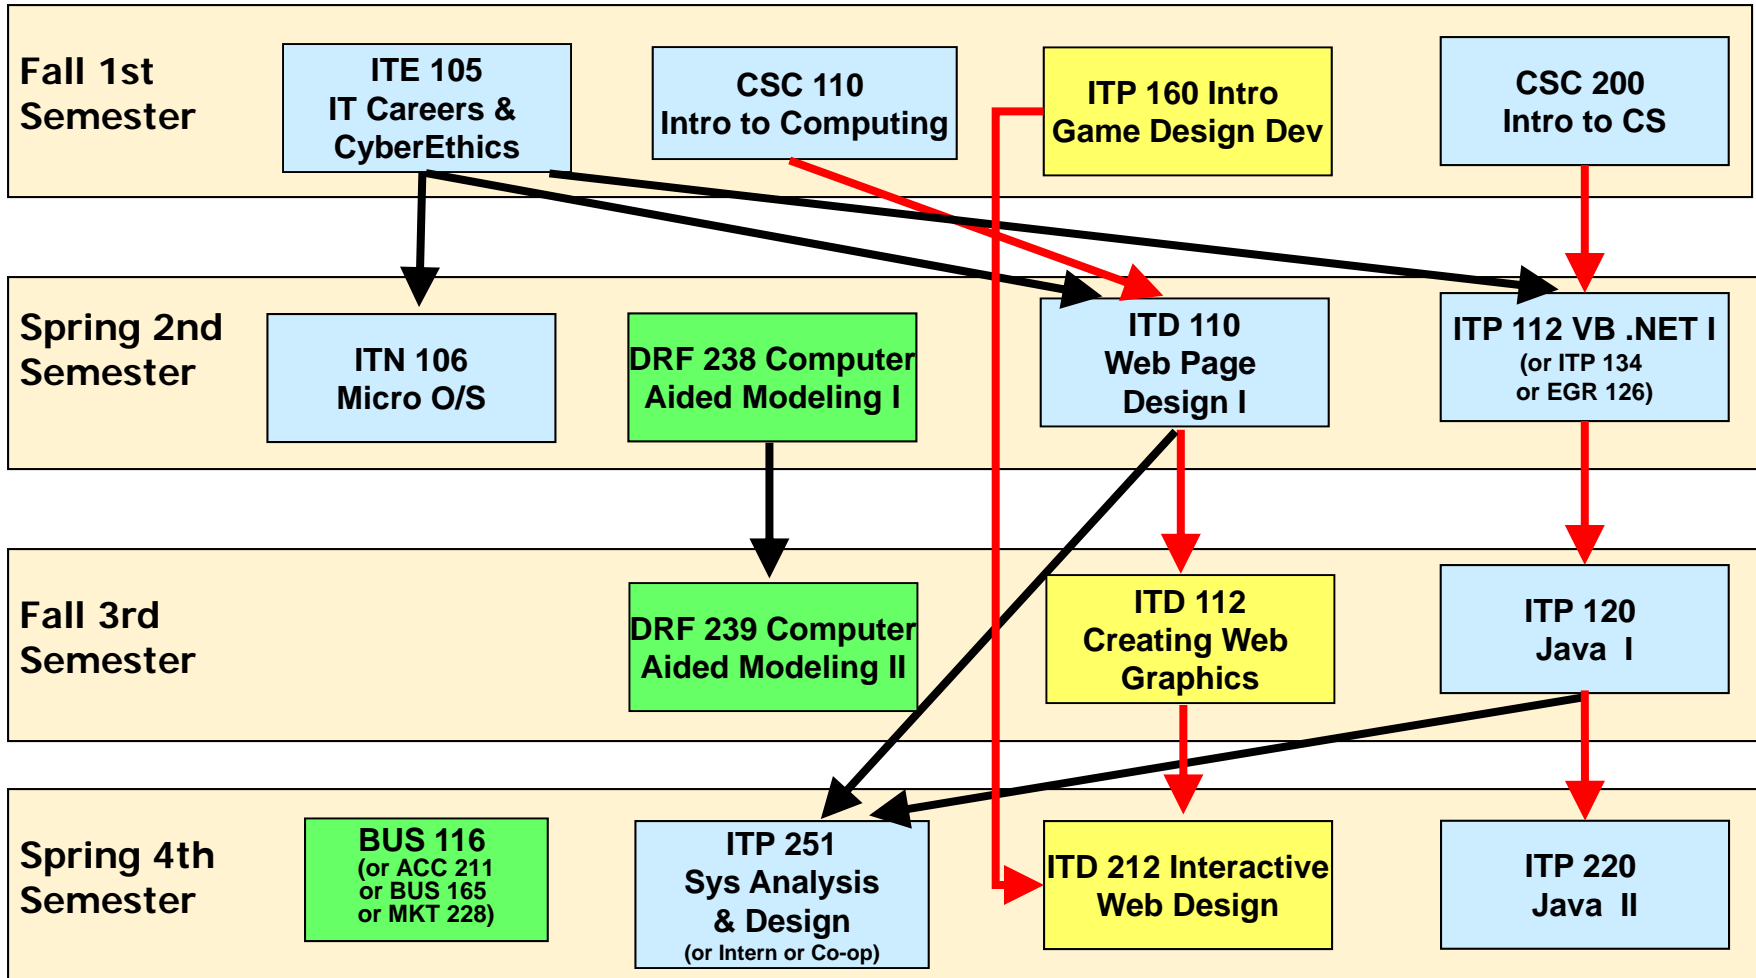 Fall 1st
Semester
ITE 105
IT Careers &
CyberEthics
CSC 110
Intro to Computing
ITP 160 Intro
Game Design Dev
CSC 200
Intro to CS
Spring 2nd
Semester
ITN 106
Micro O/S
DRF 238 Computer
Aided Modeling I
ITD 110
Web Page
Design I
ITP 112 VB .NET I
(or ITP 134
or EGR 126)
Fall 3rd
Semester
DRF 239 Computer
Aided Modeling II
ITD 112
Creating Web
Graphics
ITP 120
Java I
Spring 4th
Semester
BUS 116
(or ACC 211
or BUS 165
or MKT 228)
ITP 251
Sys Analysis
& Design
(or Intern or Co-op)
ITD 212 Interactive
Web Design
ITP 220
Java II